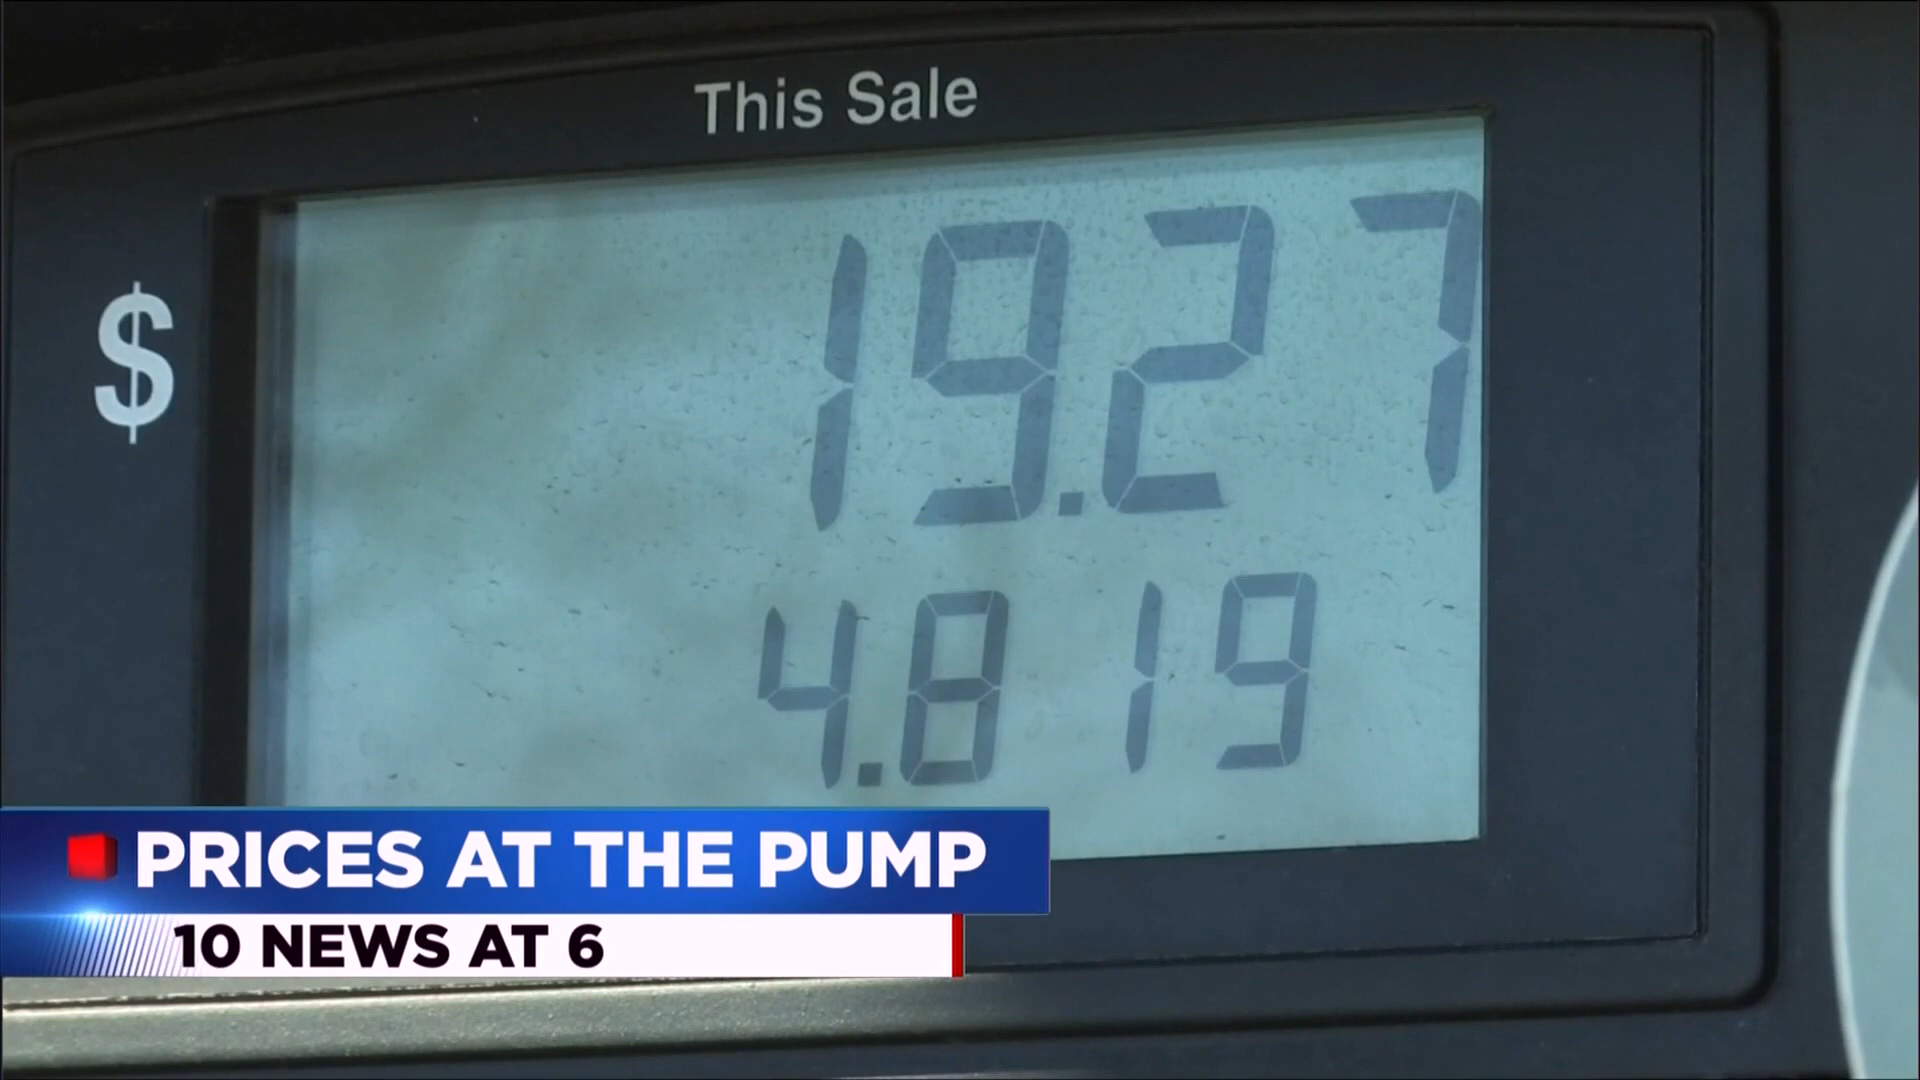 This Sale
$
19.27
4.819
PRICES AT THE PUMP
10 NEWS AT 6